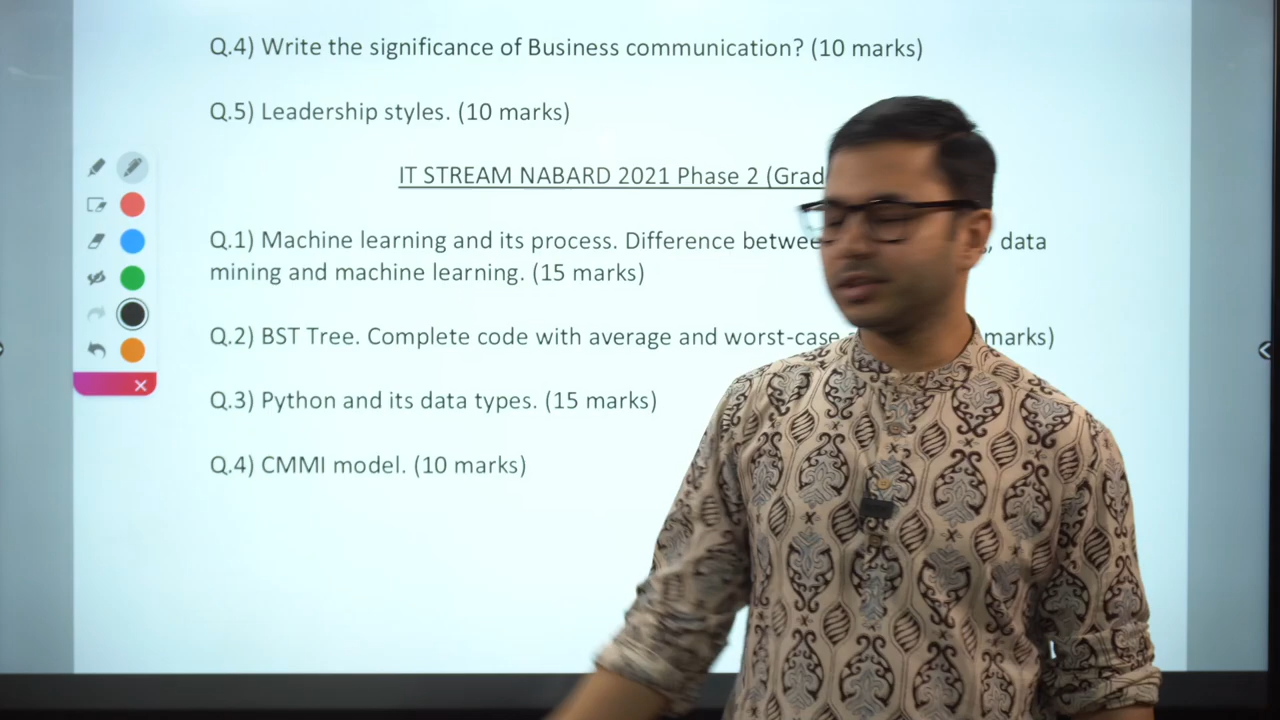 Q.4) Write the significance of Business communication? (10 marks)
Q.5) Leadership styles. (10 marks)
IT STREAM NABARD 2021 Phase 2 (Grad
Q.1) Machine learning and its process. Difference , data
mining and machine learning. (15 marks)
Q.2) BST Tree. Complete code with average and worst-case marks)
Q.3) Python and its data types. (15 marks)
Q.4) CMMI model. (10 marks)